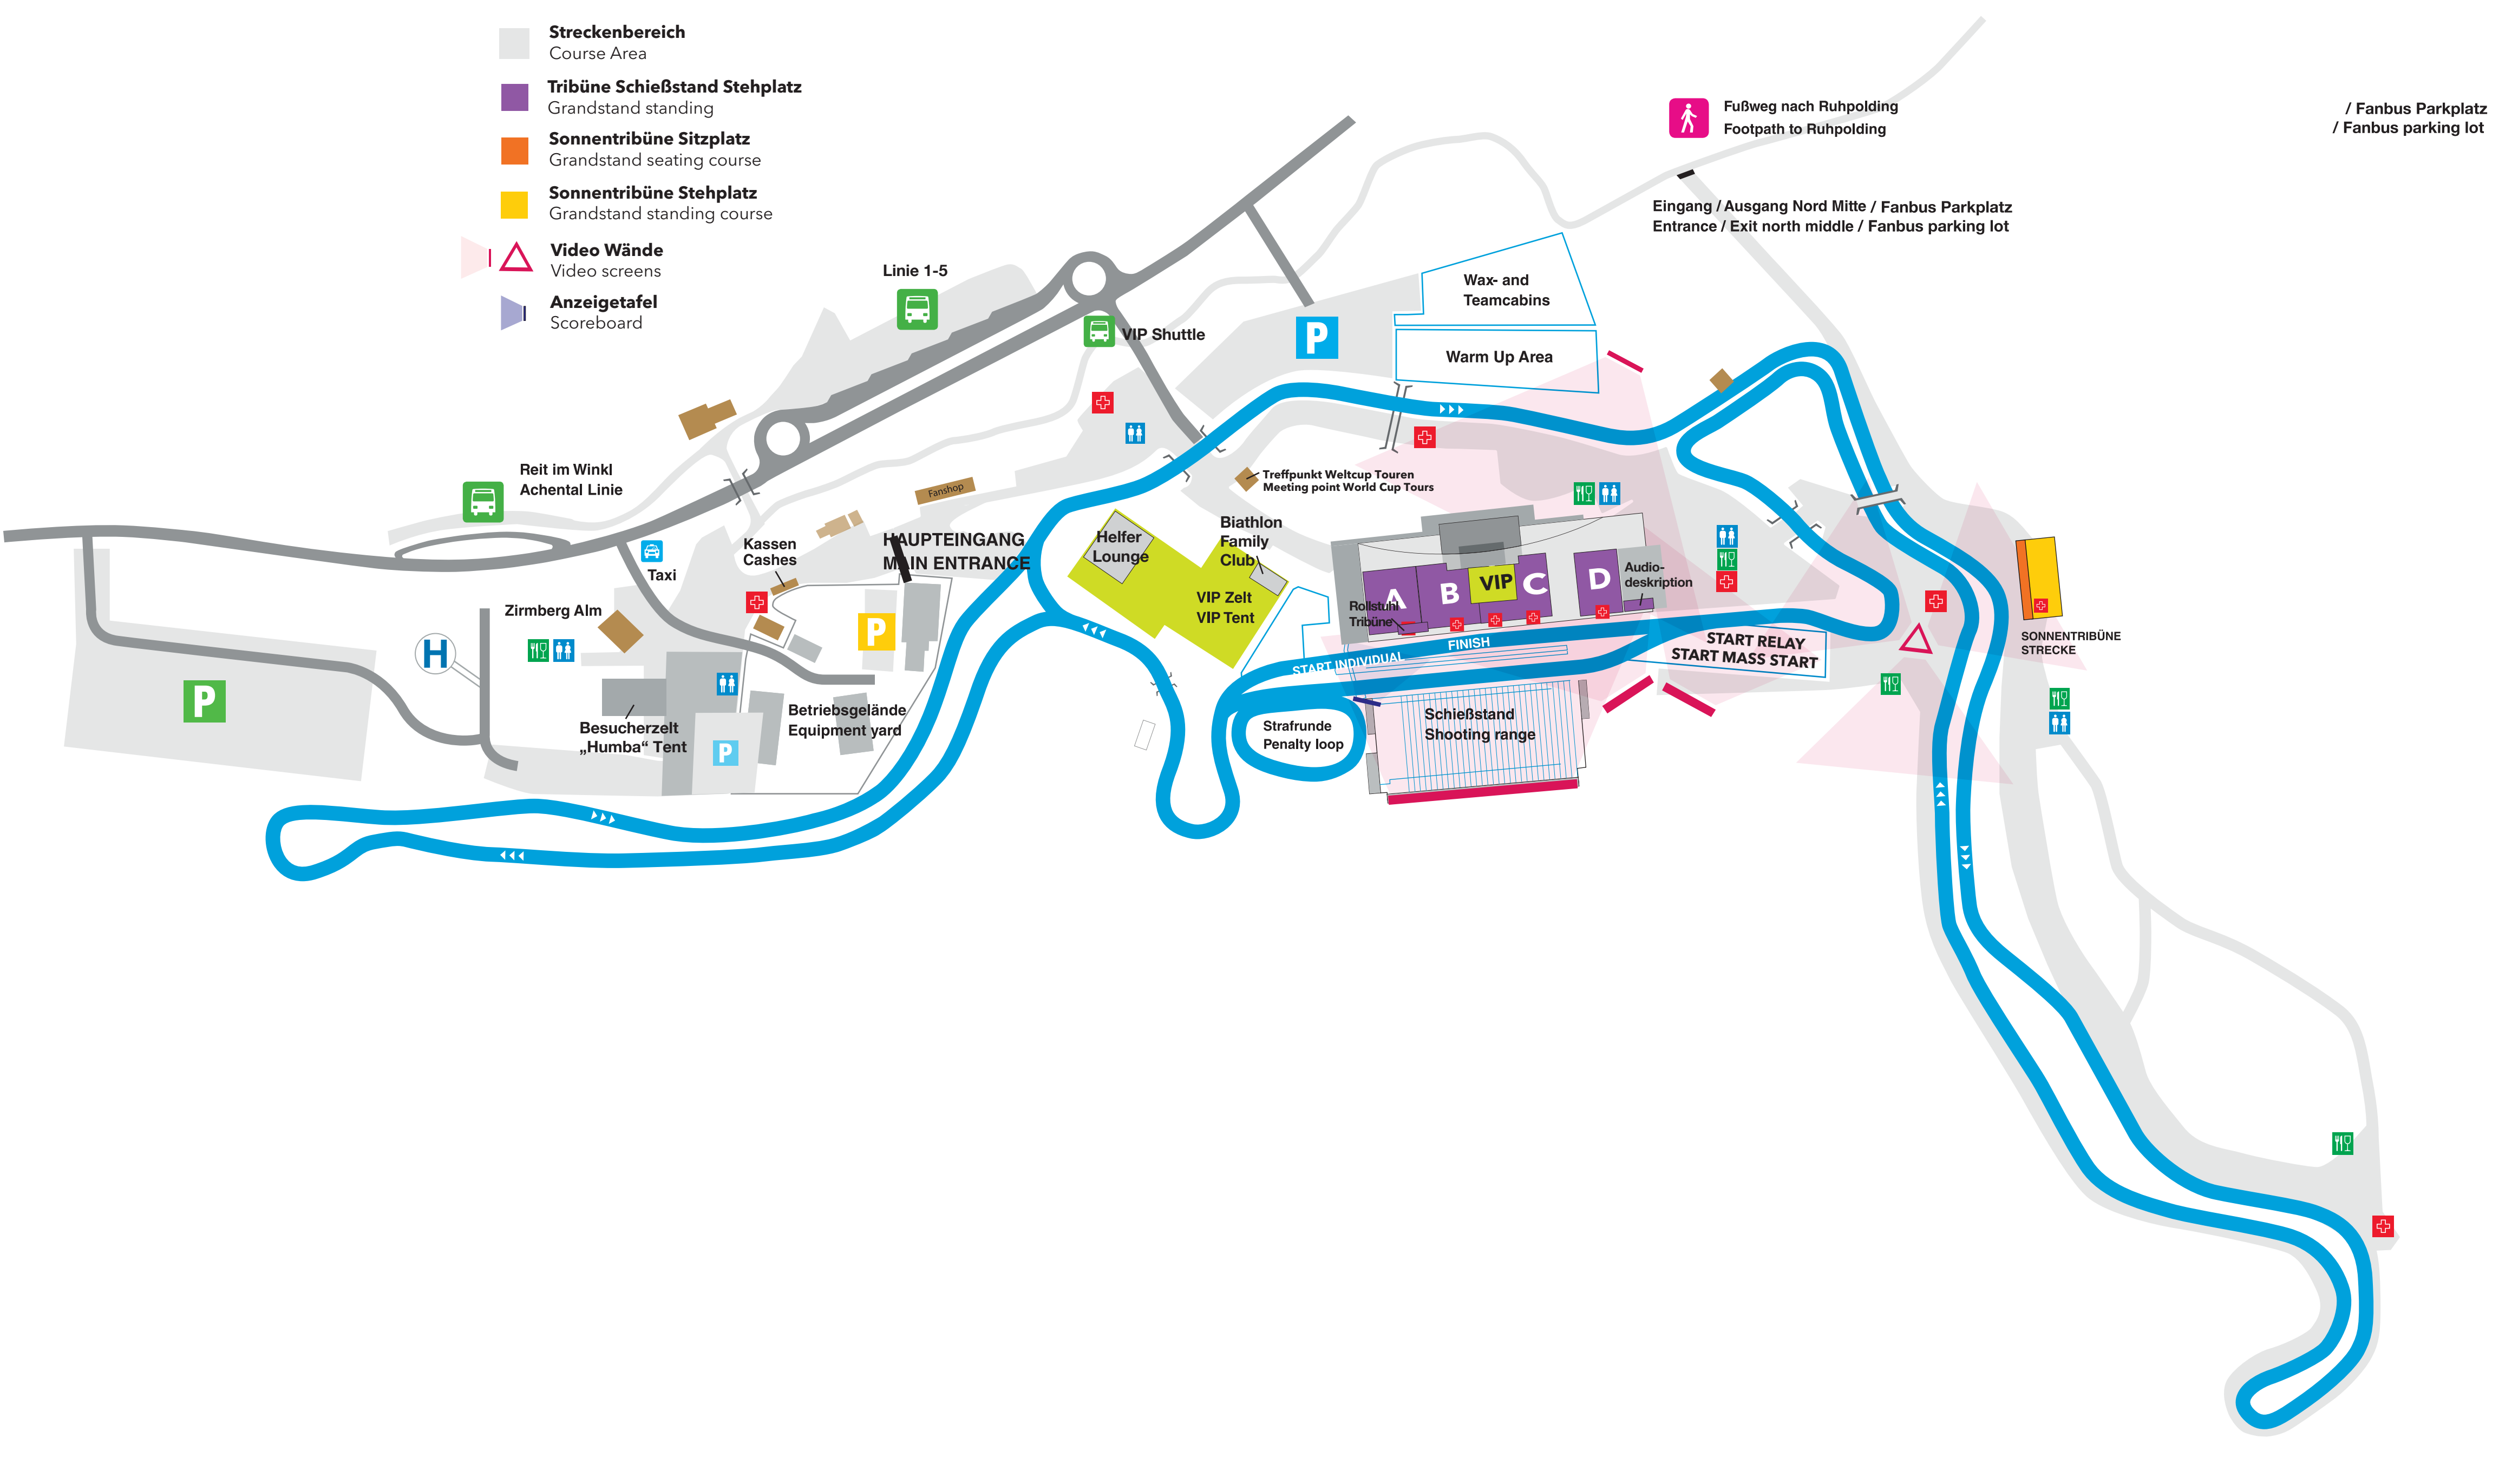 Streckenbereich
Course Area
Tribüne Schießstand Stehplatz
Grandstand standing
Sonnentribüne Sitzplatz
Grandstand seating course
Sonnentribüne Stehplatz
Grandstand standing course
Video Wände
Video screens
Anzeigetafel
Scoreboard
Fußweg nach Ruhpolding
Footpath to Ruhpolding
/ Fanbus Parkplatz
/ Fanbus parking lot
Eingang / Ausgang Nord Mitte / Fanbus Parkplatz
Entrance / Exit north middle / Fanbus parking lot
Linie 1-5
VIP Shuttle
P
Wax- and
Teamcabins
Warm Up Area
Reit im Winkl
Achental Linie
Fanshop
Treffpunkt Weltcup Touren
Meeting point World Cup Tours
Taxi
Kassen
Cashes
HAUPTEINGANG
MAIN ENTRANCE
Helfer
Lounge
Biathlon
Family
Club
VIP Zelt
VIP Tent
A
B
VIP
C
D
Audio-
deskription
Rollstuhl
Tribüne
Zirmberg Alm
H
P
P
FINISH
START INDIVIDUAL
START RELAY
START MASS START
SONNENTRIBÜNE
STRECKE
Besucherzelt
„Humba“ Tent
P
Betriebsgelände
Equipment yard
Strafrunde
Penalty loop
Schießstand
Shooting range